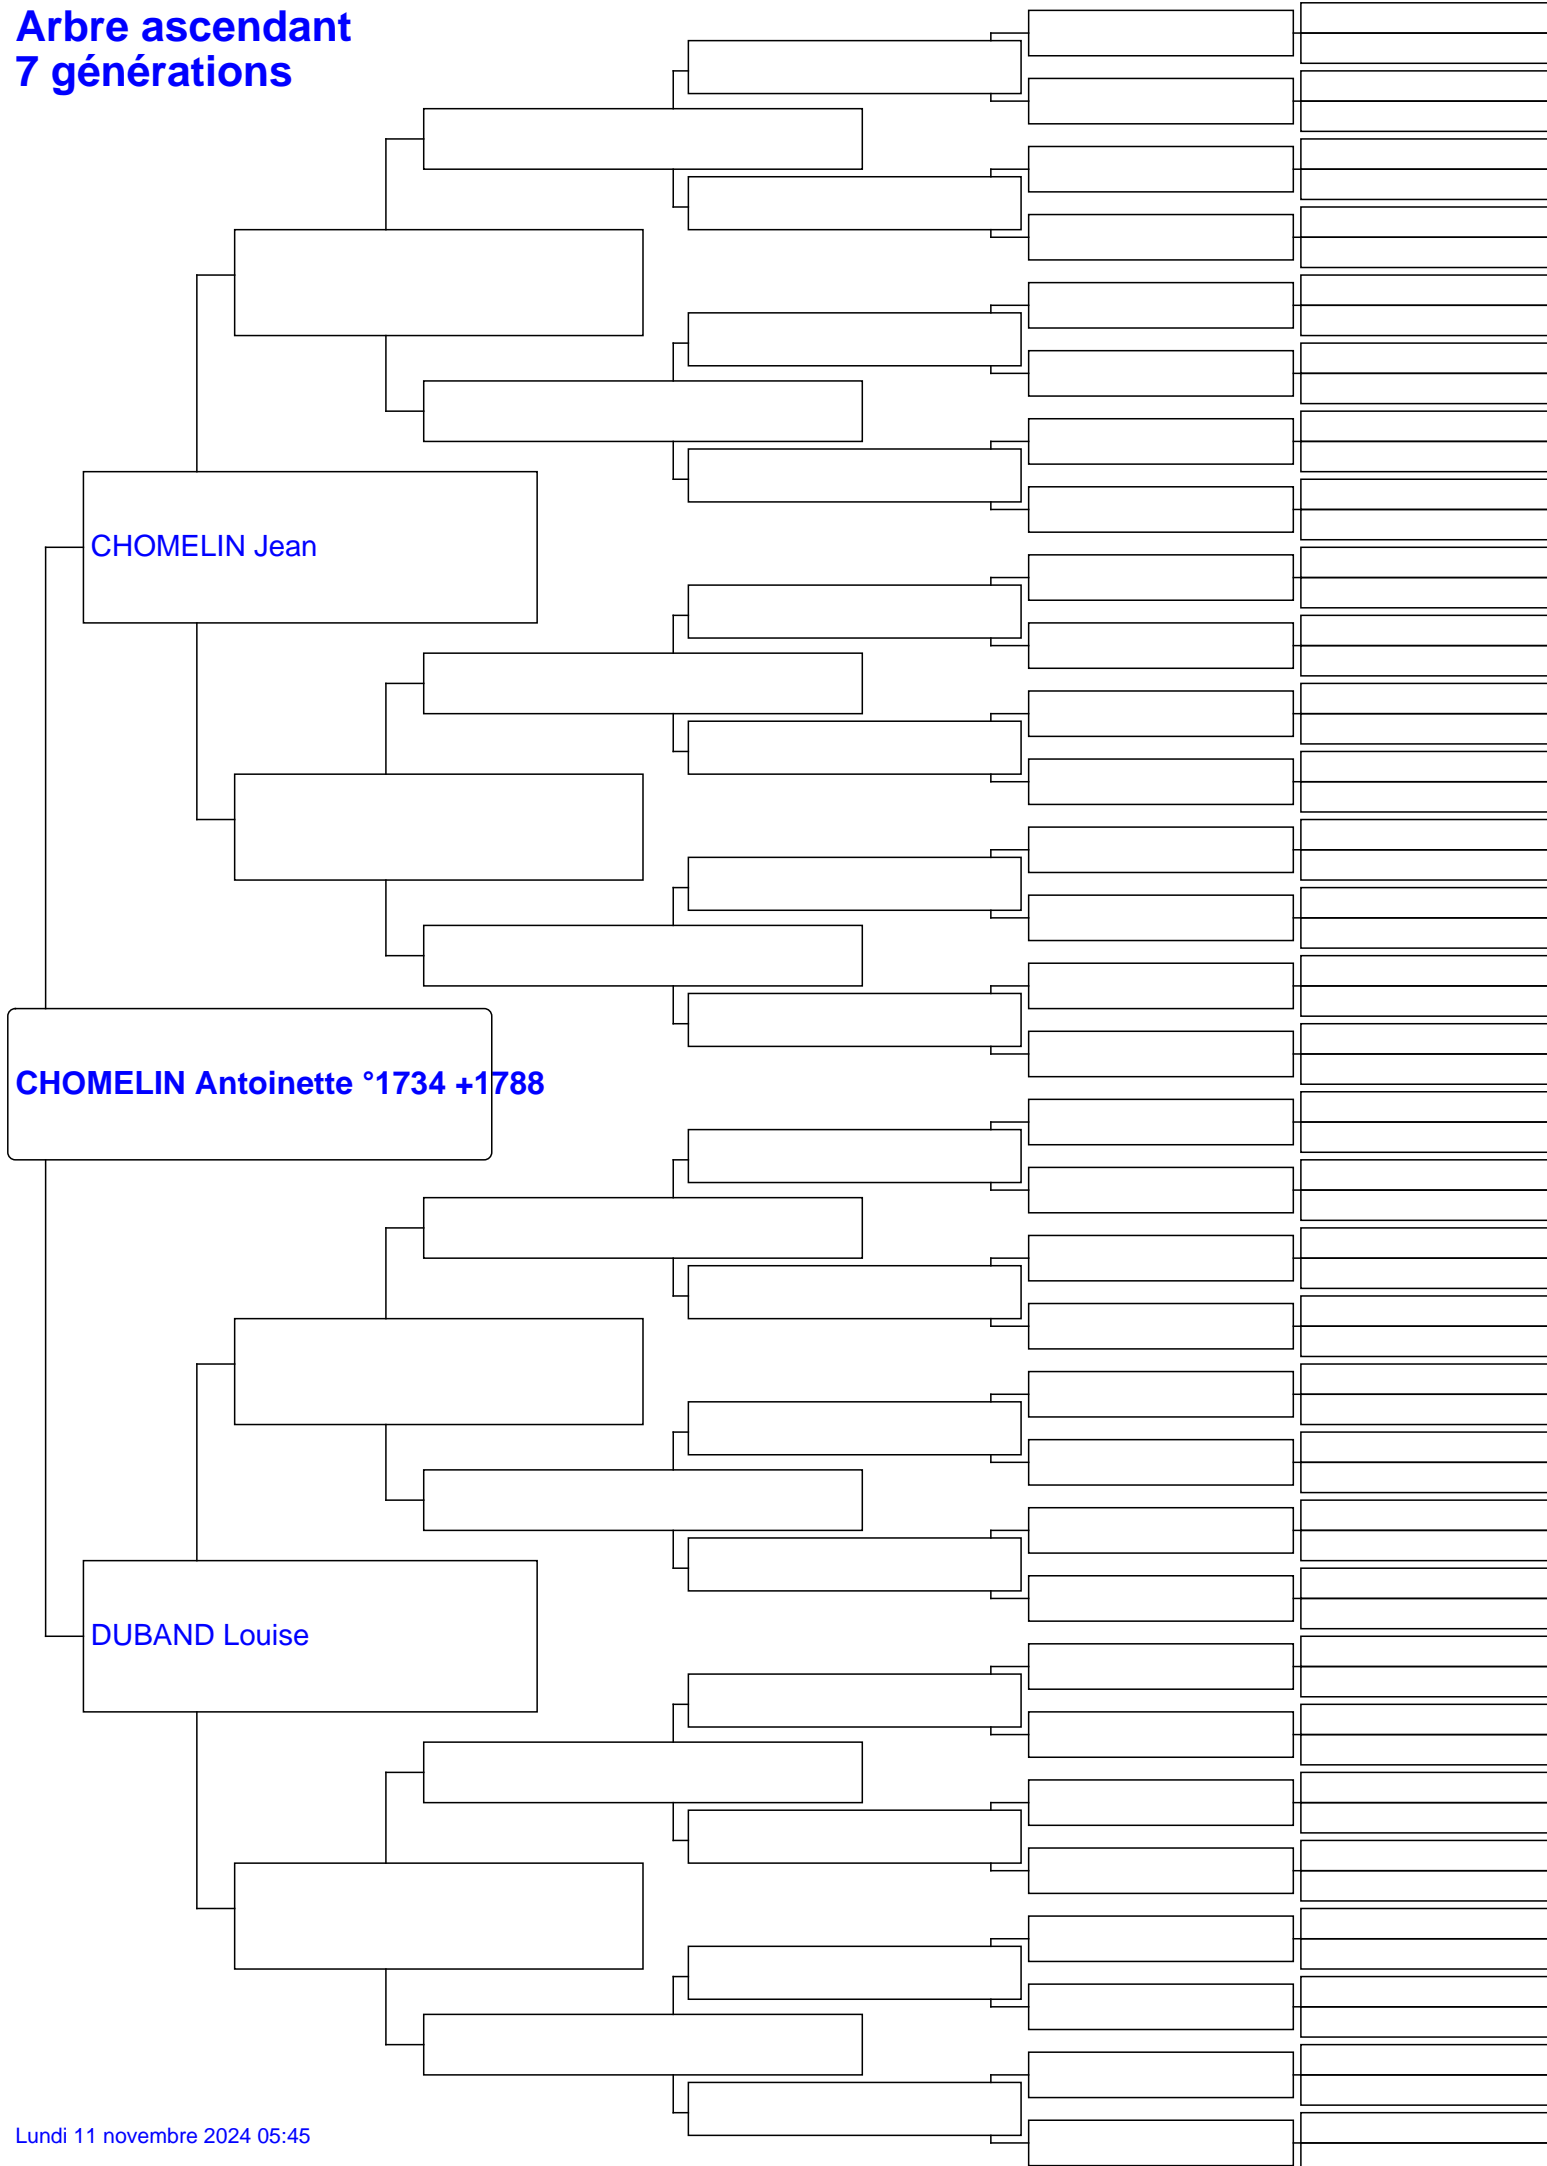 Arbre ascendant
7 générations
CHOMELIN Jean
CHOMELIN Antoinette °1734 +1788
DUBAND Louise
Lundi 11 novembre 2024 05:45